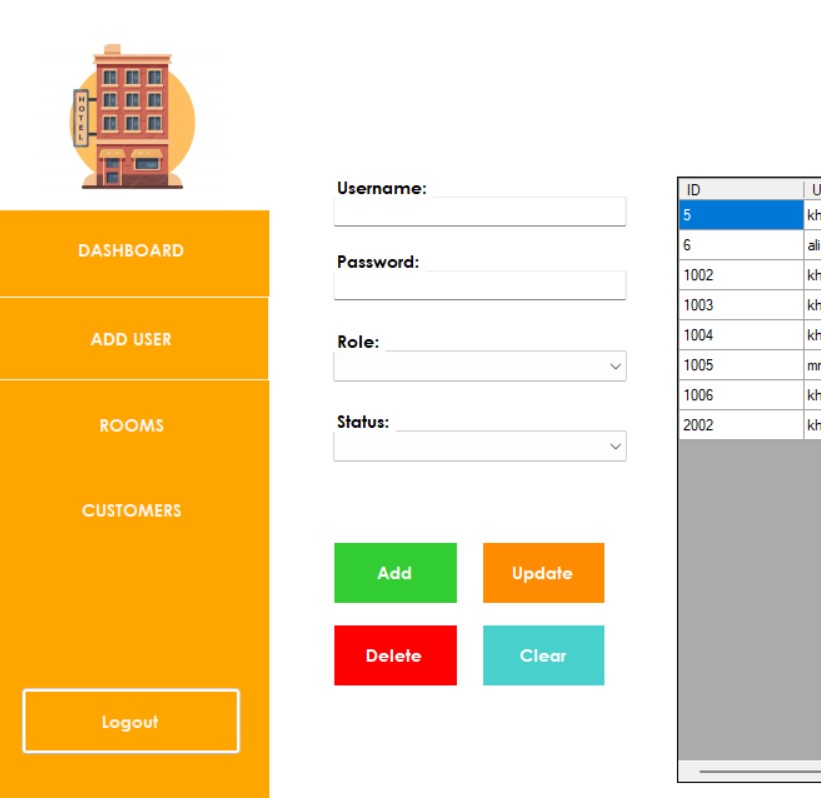 HOTEL
DASHBOARD
ADD USER
ROOMS
CUSTOMERS
Logout
Username:
Password:
Role:
Status:
Add
Update
Delete
Clear
ID U
5 kh
6 ali
1002 kh
1003 kh
1004 kh
1005
1006 kh
2002 kh